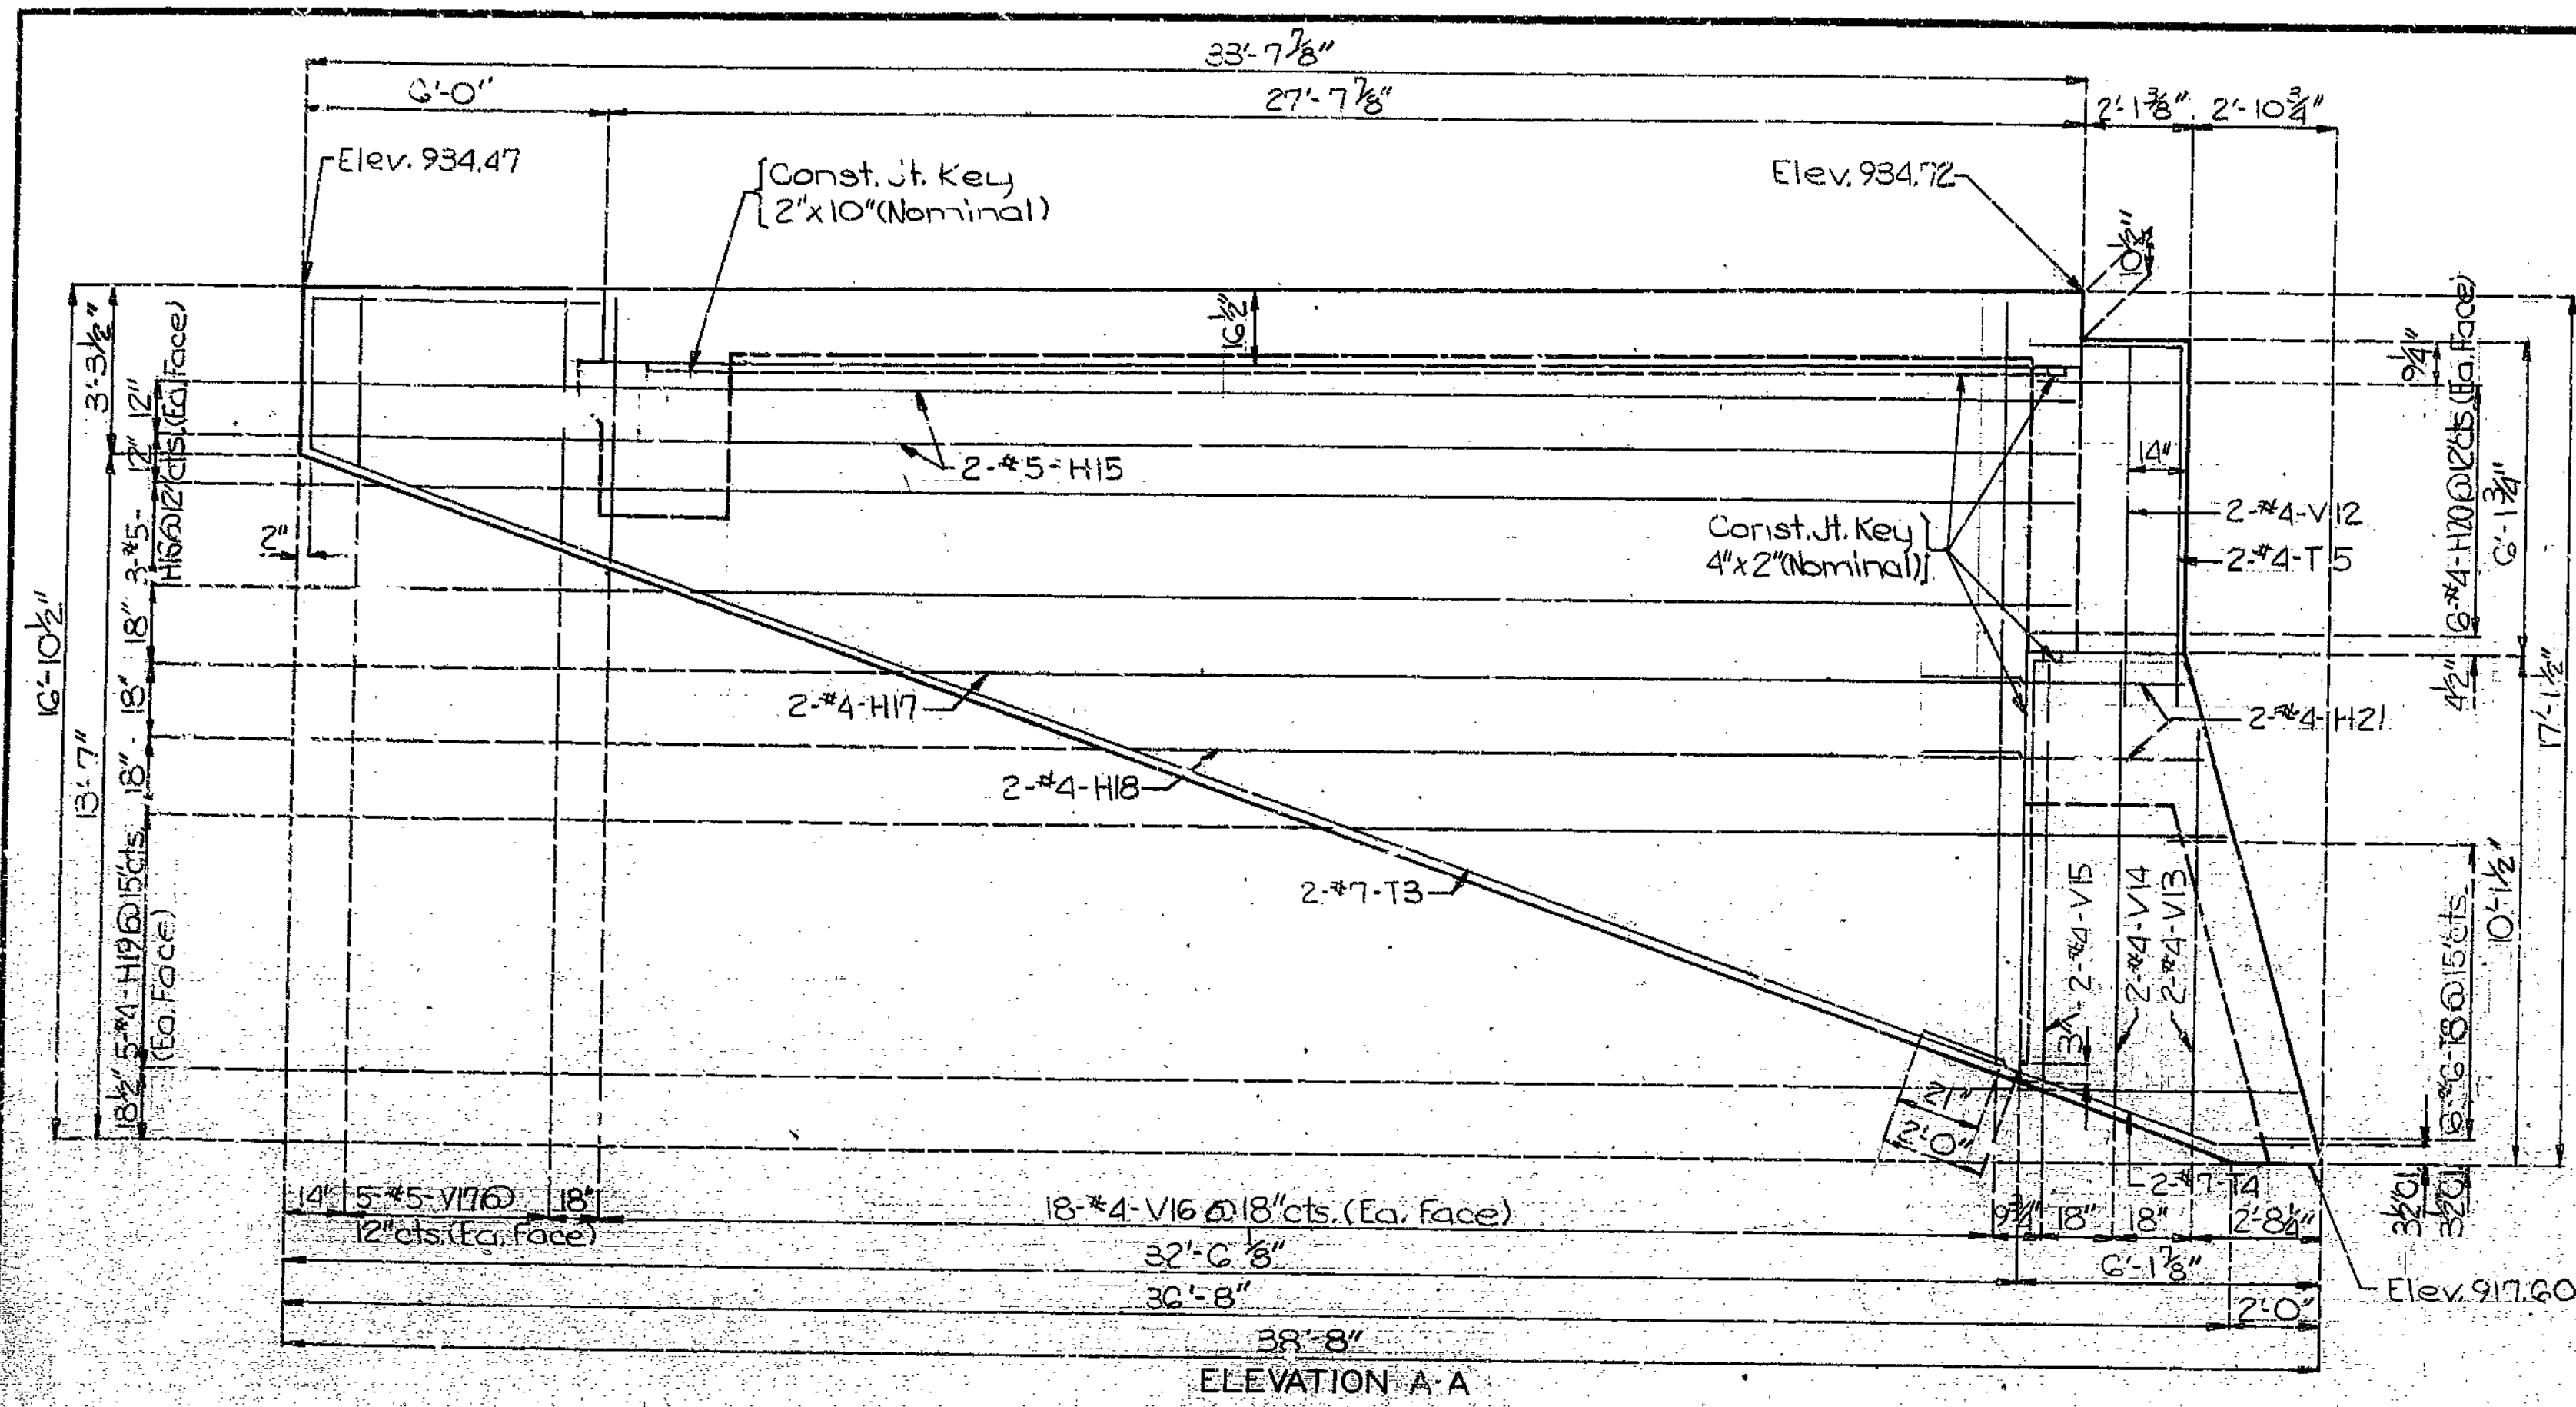 33'-7 7/8"
6'-0"
27'-7 7/8"
2'-1 3/8"
2'-10 3/4"
Elev. 934.47
Const. Jt. Key
2"x10"(Nominal)
Elev. 934.72
10 1/2"
16 1/2"
3'-3 1/2"
12"
12"
3-#5-
H16@12"cts.(Ea. Face)
9 1/4"
6-#4-H20@12"cts.(Ea. Face)
14"
2-#5-H15
2-#4-V12
2-#4-T15
Const. Jt. Key
4"x2"(Nominal)
6'-1 3/4"
2"
16'-10 1/2"
13'-7"
18"
18"
18"
2-#4-H17
2-#4-H18
4 1/2"
2-#4-H21
17'-1 1/2"
5-#4-H19@15"cts.
(Ea. Face)
18 1/2"
2-#7-T3
2-#4-V15
2-#4-V14
2-#4-V13
3"
10'-1 1/2"
6-#6-T8@15"cts.
21"
2'-0"
2-#7-T4
3 1/2"Cl.
3 1/2"Cl.
14"
5-#5-V17@
12"cts.(Ea. Face)
18"
18-#4-V16@18"cts.(Ea. Face)
9 3/4"
18"
18"
2'-8 1/4"
32'-6 1/8"
6'-1 7/8"
36'-8"
2'-0"
Elev. 917.60
38'-8"
ELEVATION A-A